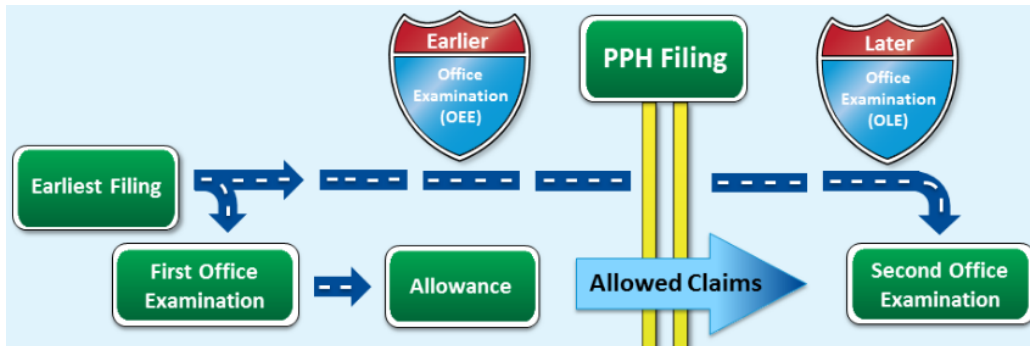 Earlier
Office
Examination
(OEE)
PPH Filing
Later
Office
Examination
(OLE)
Earliest Filing
First Office
Examination
Allowance
Allowed Claims
Second Office
Examination